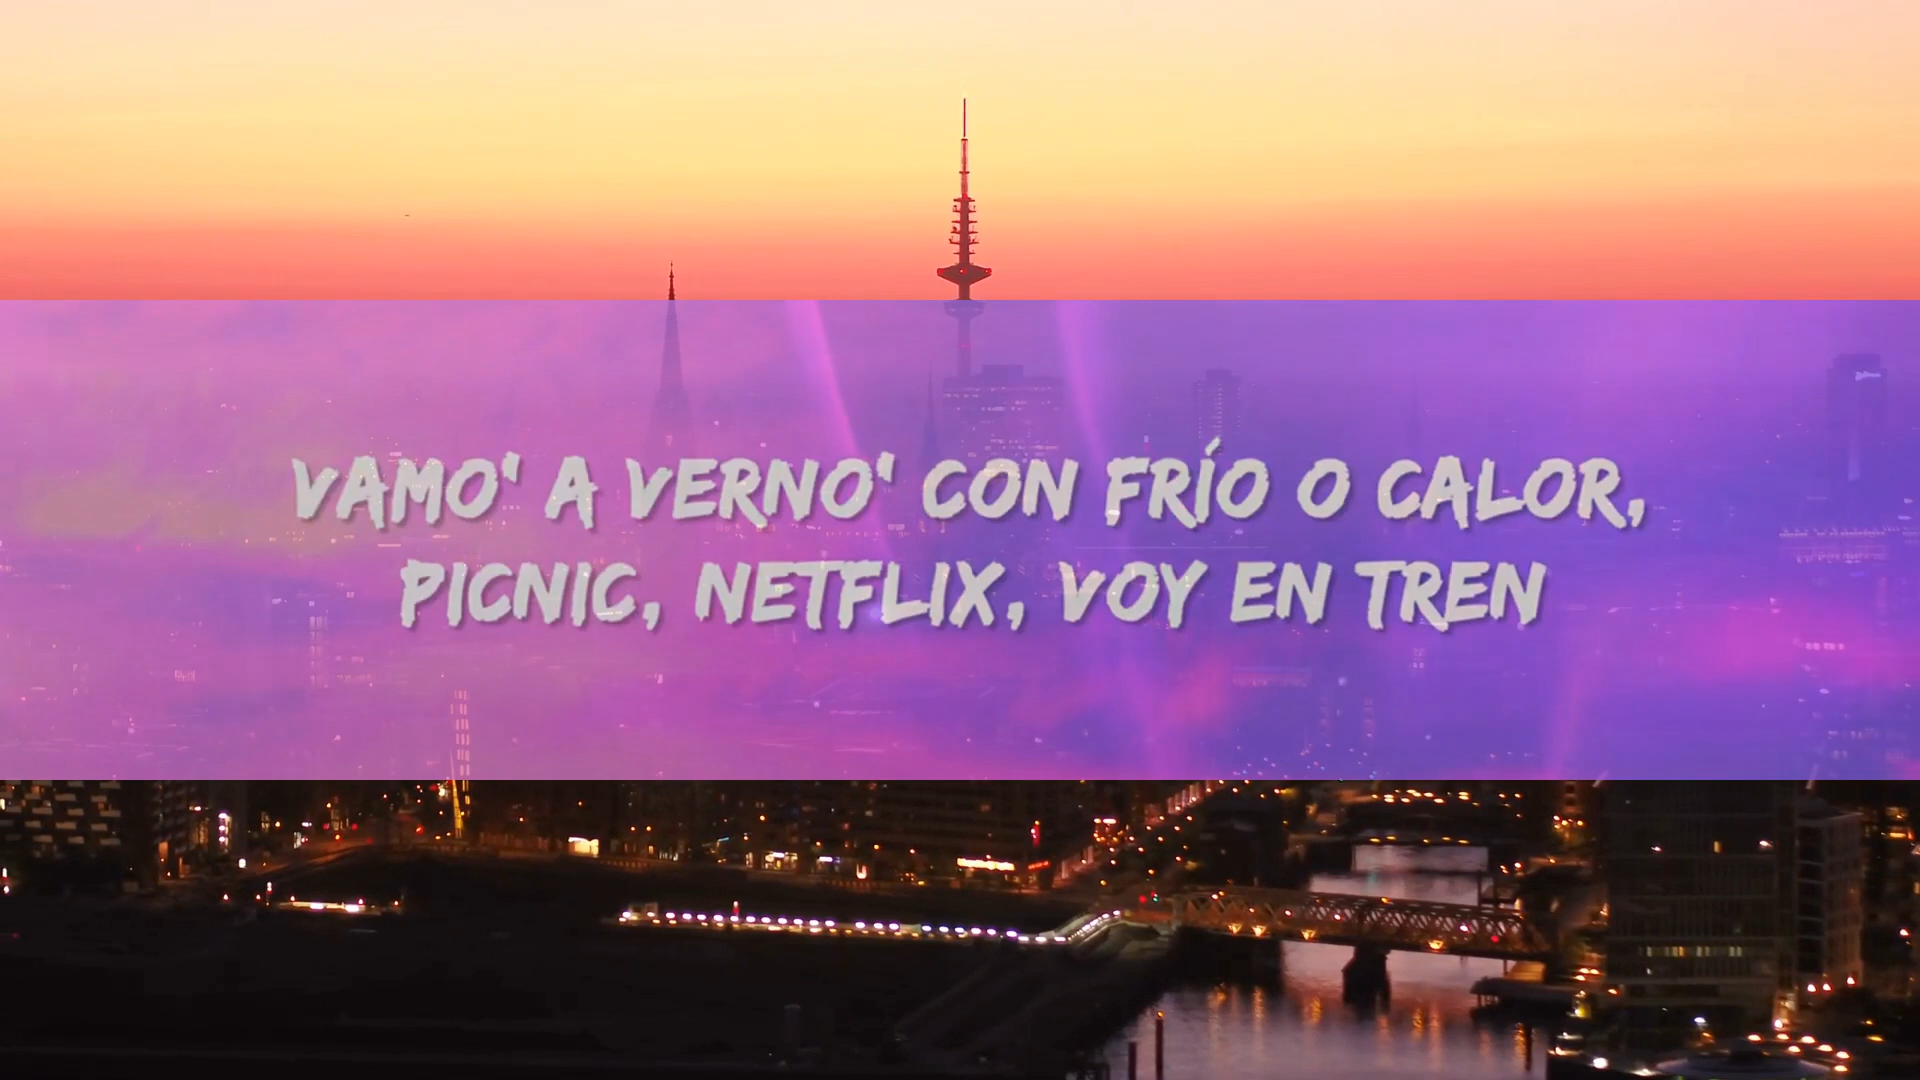 VAMO' A VERNO' CON FRÍO O CALOR,
PICNIC, NETFLIX, VOY EN TREN